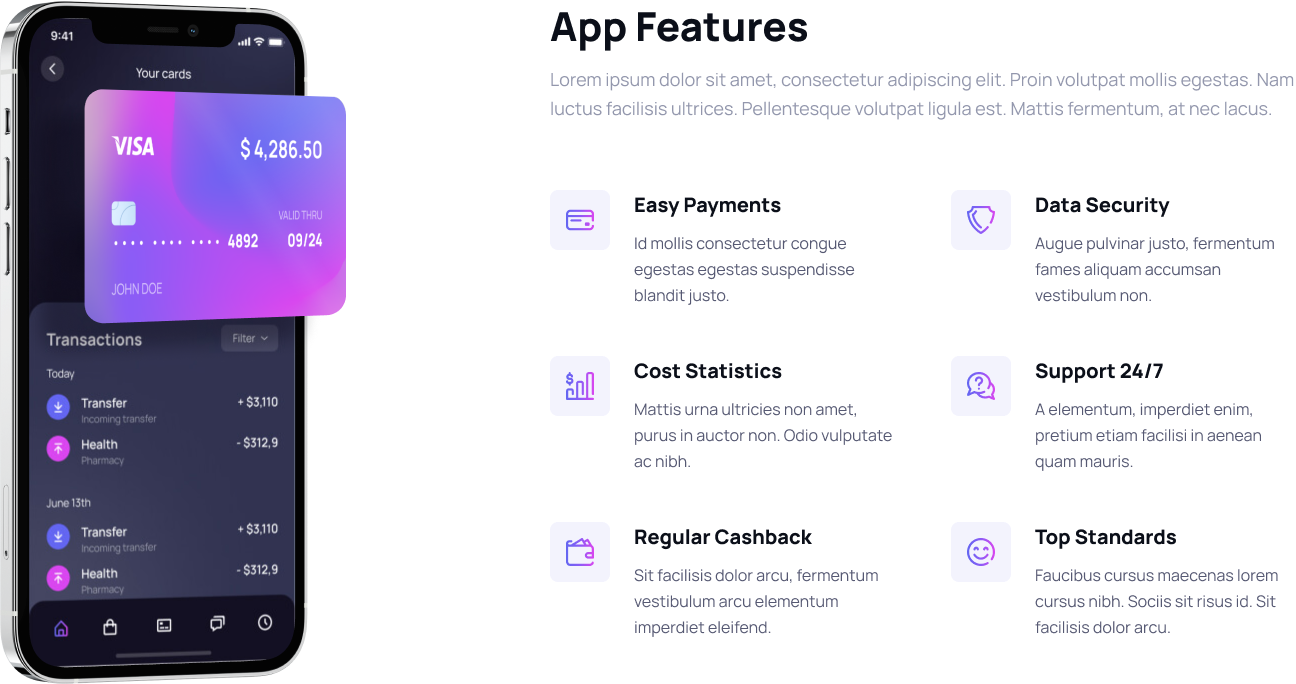 9:41
Your cards
VISA
$ 4,286.50
VALID THRU
•••• •••• •••• 4892 09/24
JOHN DOE
Transactions
Filter
Today
Transfer + $3,110
Incoming transfer
Health - $312,9
Pharmacy
June 13th
Transfer + $3,110
Incoming transfer
Health - $312,9
Pharmacy
App Features
Lorem ipsum dolor sit amet, consectetur adipiscing elit. Proin volutpat mollis egestas. Nam
luctus facilisis ultrices. Pellentesque volutpat ligula est. Mattis fermentum, at nec lacus.
Easy Payments
Id mollis consectetur congue
egestas egestas suspendisse
blandit justo.
Data Security
Augue pulvinar justo, fermentum
fames aliquam accumsan
vestibulum non.
Cost Statistics
Mattis urna ultricies non amet,
purus in auctor non. Odio vulputate
ac nibh.
Support 24/7
A elementum, imperdiet enim,
pretium etiam facilisi in aenean
quam mauris.
Regular Cashback
Sit facilisis dolor arcu, fermentum
vestibulum arcu elementum
imperdiet eleifend.
Top Standards
Faucibus cursus maecenas lorem
cursus nibh. Sociis sit risus id. Sit
facilisis dolor arcu.